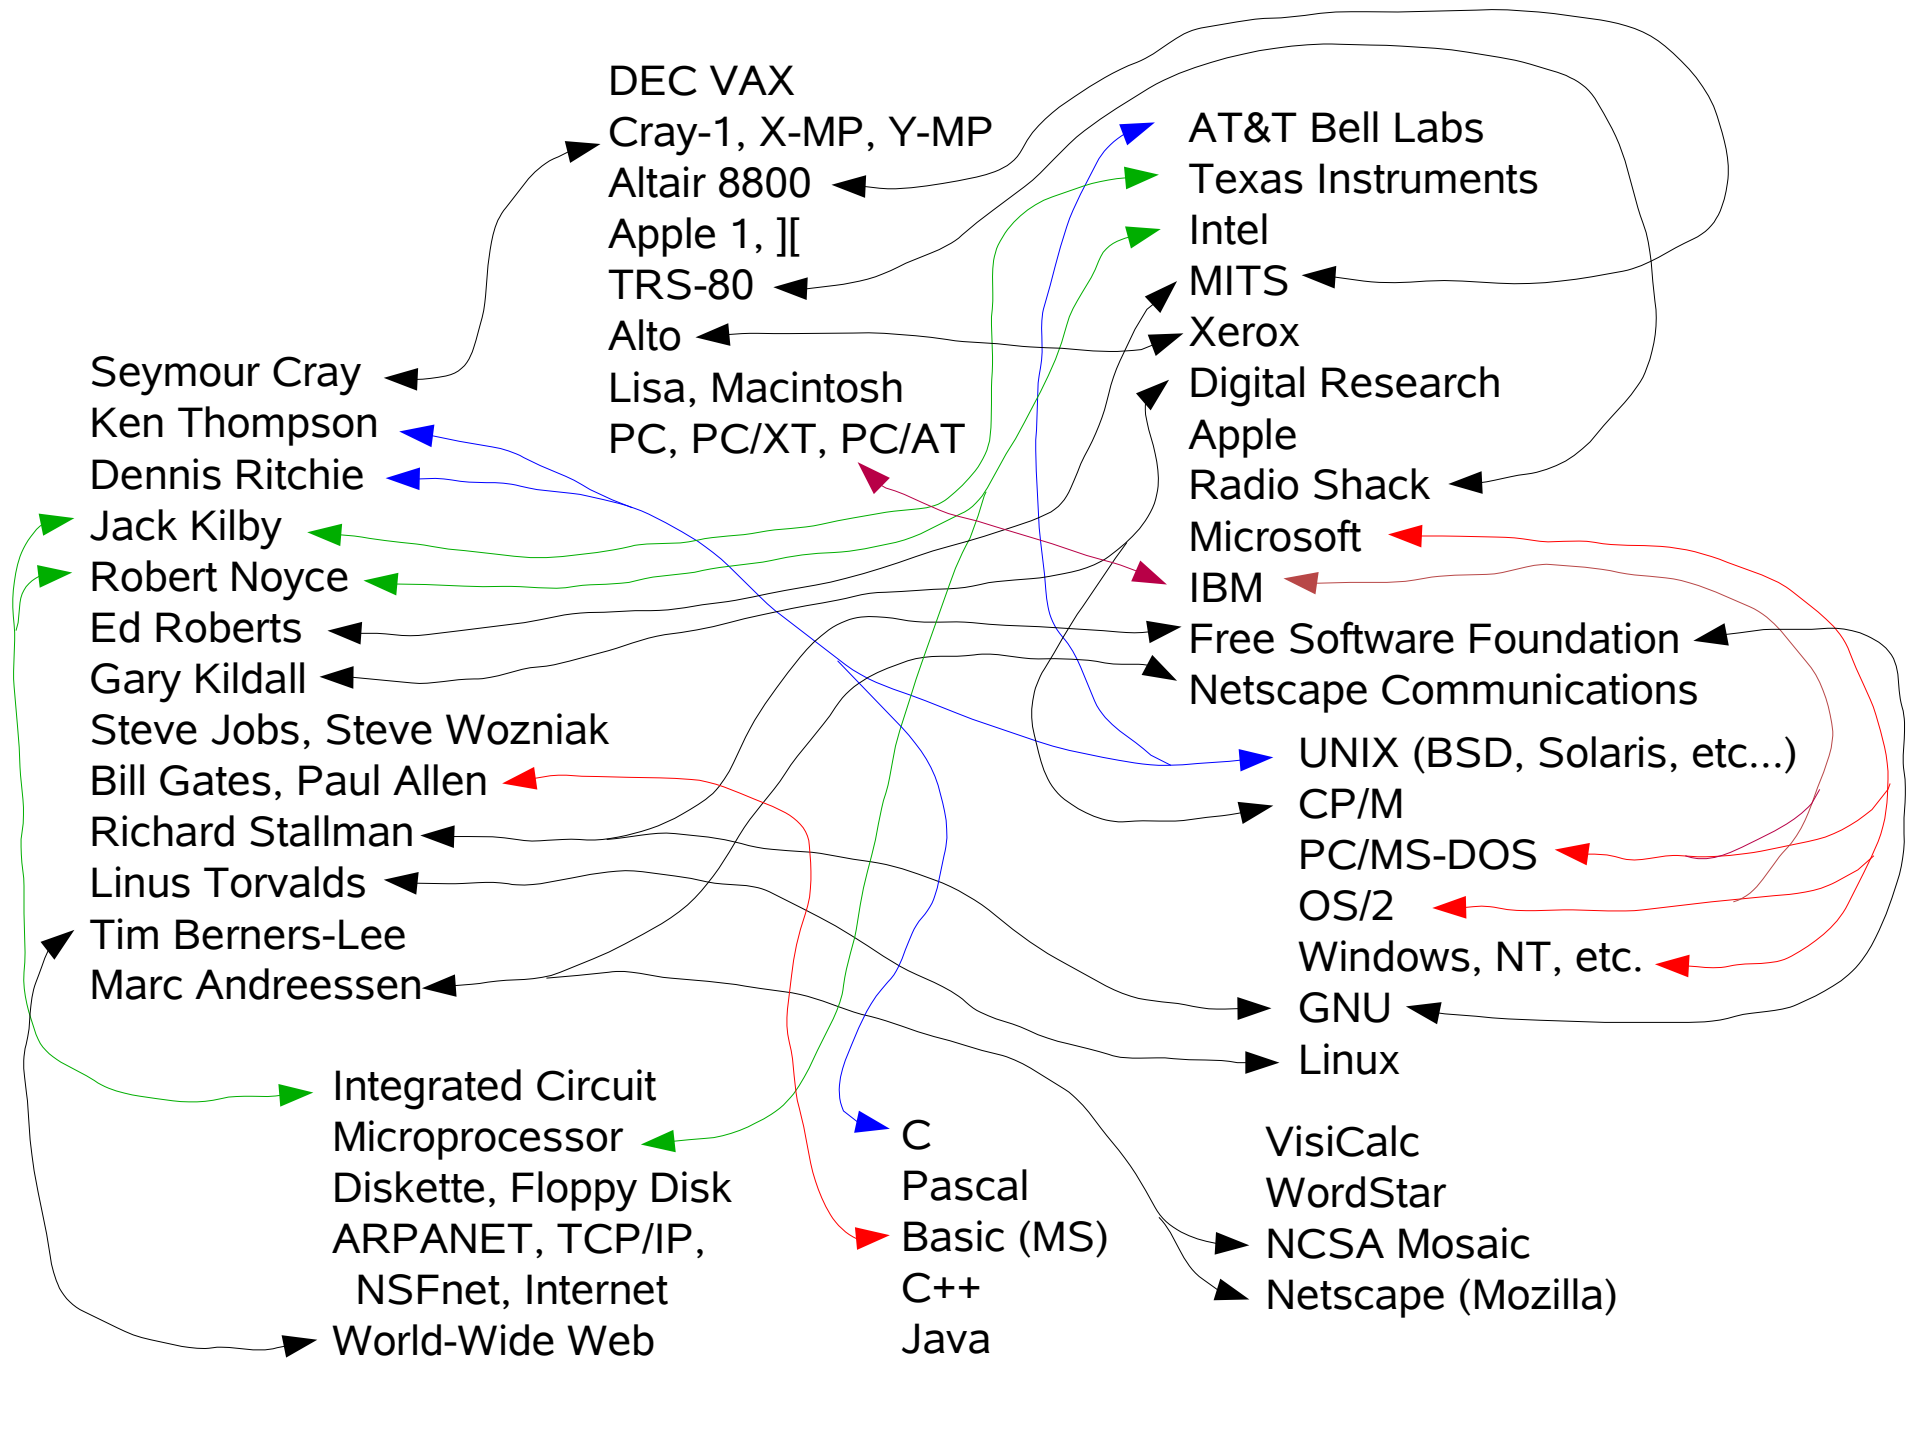 DEC VAX
Cray-1, X-MP, Y-MP
Altair 8800
Apple 1, ][
TRS-80
Alto
Lisa, Macintosh
PC, PC/XT, PC/AT
AT&T Bell Labs
Texas Instruments
Intel
MITS
Xerox
Digital Research
Apple
Radio Shack
Microsoft
IBM
Free Software Foundation
Netscape Communications
Seymour Cray
Ken Thompson
Dennis Ritchie
Jack Kilby
Robert Noyce
Ed Roberts
Gary Kildall
Steve Jobs, Steve Wozniak
Bill Gates, Paul Allen
Richard Stallman
Linus Torvalds
Tim Berners-Lee
Marc Andreessen
UNIX (BSD, Solaris, etc...)
CP/M
PC/MS-DOS
OS/2
Windows, NT, etc.
GNU
Linux
Integrated Circuit
Microprocessor
Diskette, Floppy Disk
ARPANET, TCP/IP,
NSFnet, Internet
World-Wide Web
C
Pascal
Basic (MS)
C++
Java
VisiCalc
WordStar
NCSA Mosaic
Netscape (Mozilla)